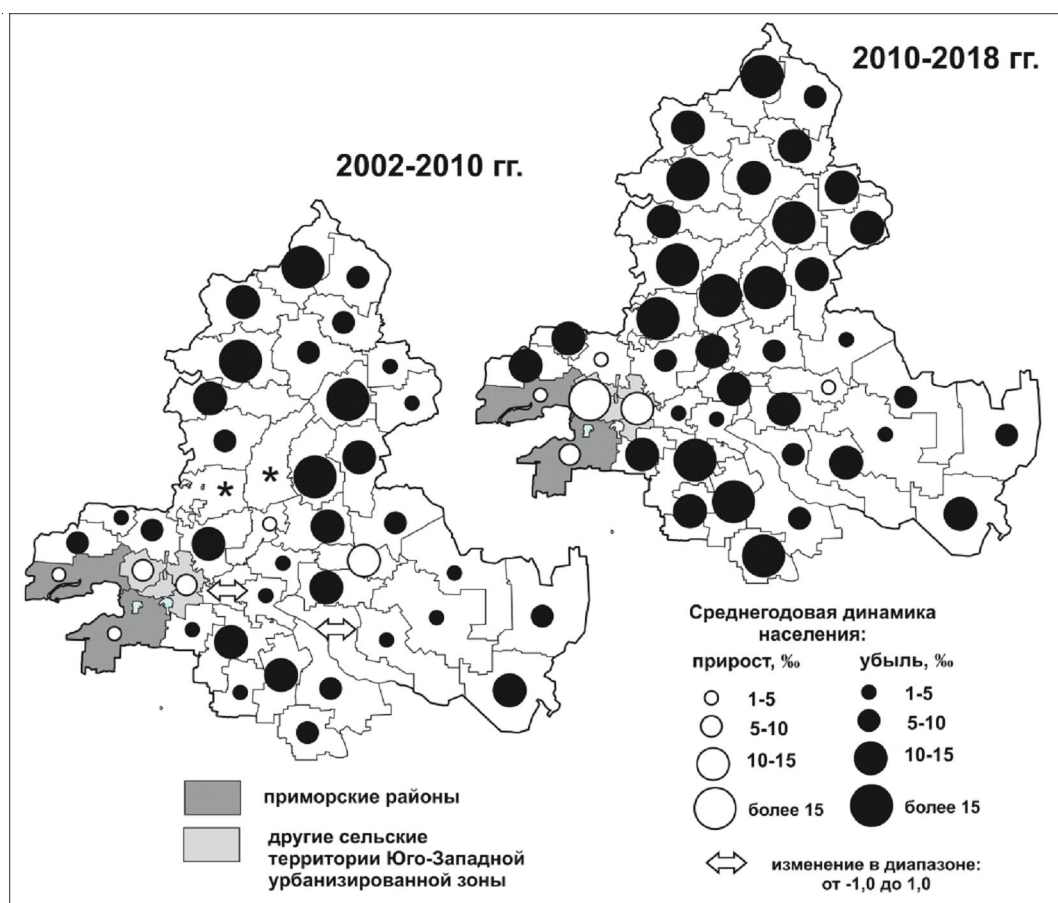 2010-2018 гг.
2002-2010 гг.
*
*
Среднегодовая динамика
населения:
прирост, ‰
убыль, ‰
1-5
1-5
5-10
5-10
10-15
10-15
более 15
более 15
изменение в диапазоне:
от -1,0 до 1,0
приморские районы
другие сельские
территории Юго-Западной
урбанизированной зоны